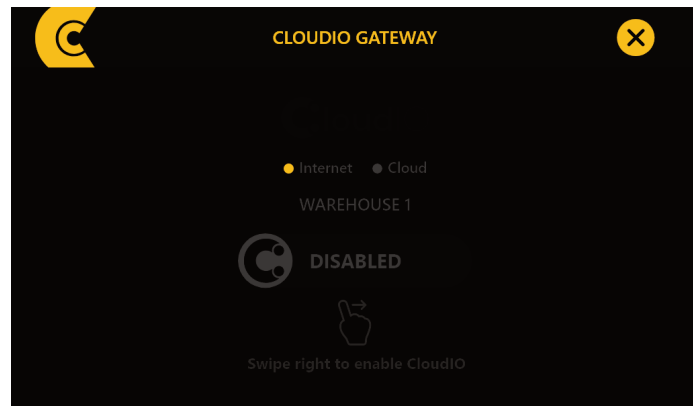 CLOUDIO GATEWAY
Internet Cloud
WAREHOUSE 1
DISABLED
Swipe right to enable CloudIO